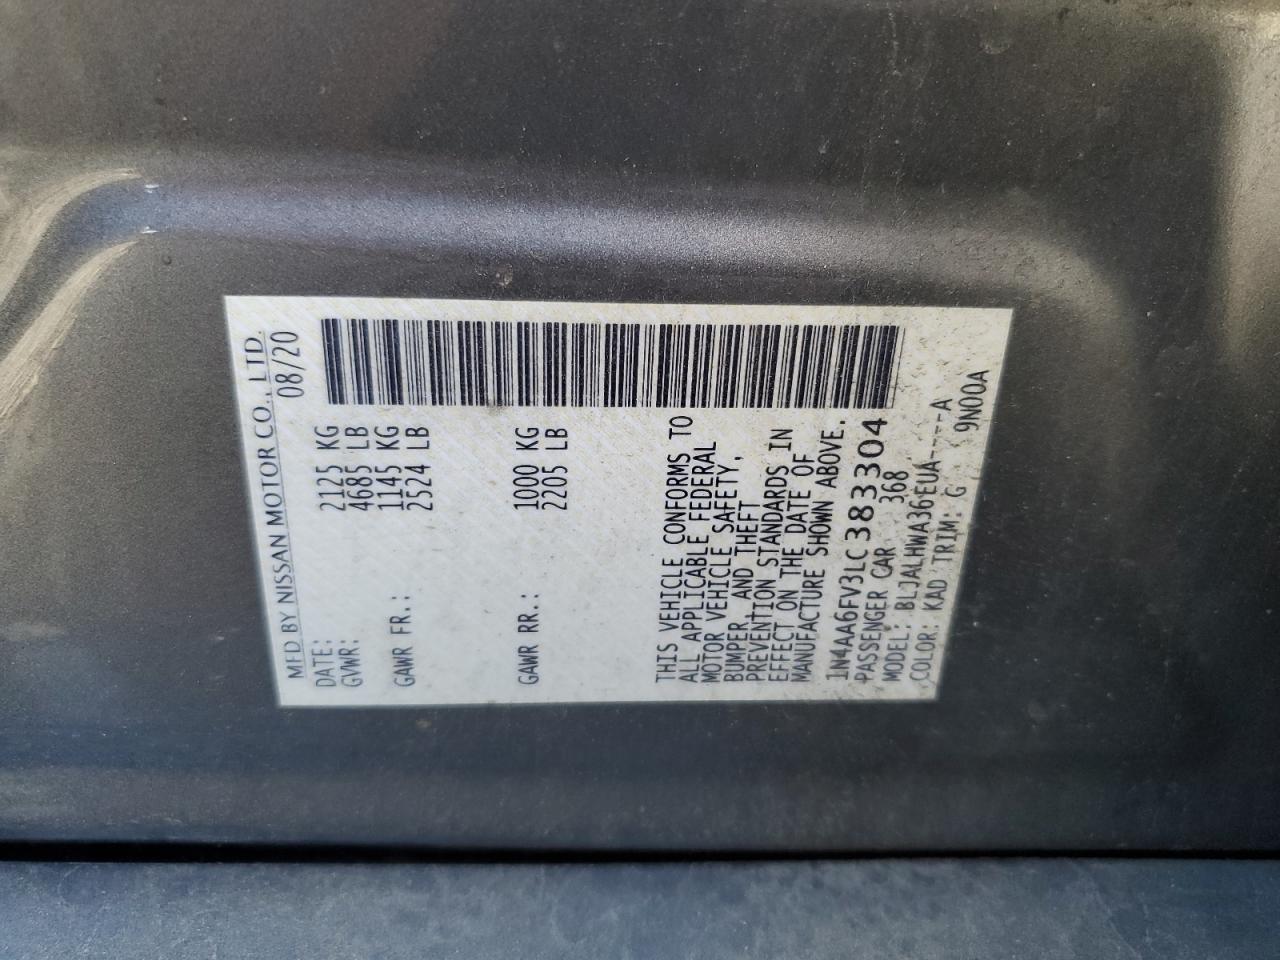 MFD BY NISSAN MOTOR CO., LTD.
DATE: 08/20
GVWR: 2125 KG
4685 LB
GAWR FR.: 1145 KG
2524 LB
GAWR RR.: 1000 KG
2205 LB
THIS VEHICLE CONFORMS TO
ALL APPLICABLE FEDERAL
MOTOR VEHICLE SAFETY,
BUMPER, AND THEFT
PREVENTION STANDARDS IN
EFFECT ON THE DATE OF
MANUFACTURE SHOWN ABOVE.
1N4AA6FV3LC383304
PASSENGER CAR 368
MODEL: BLJALHWA36EUA----A
COLOR: KAD TRIM: G 9N00A